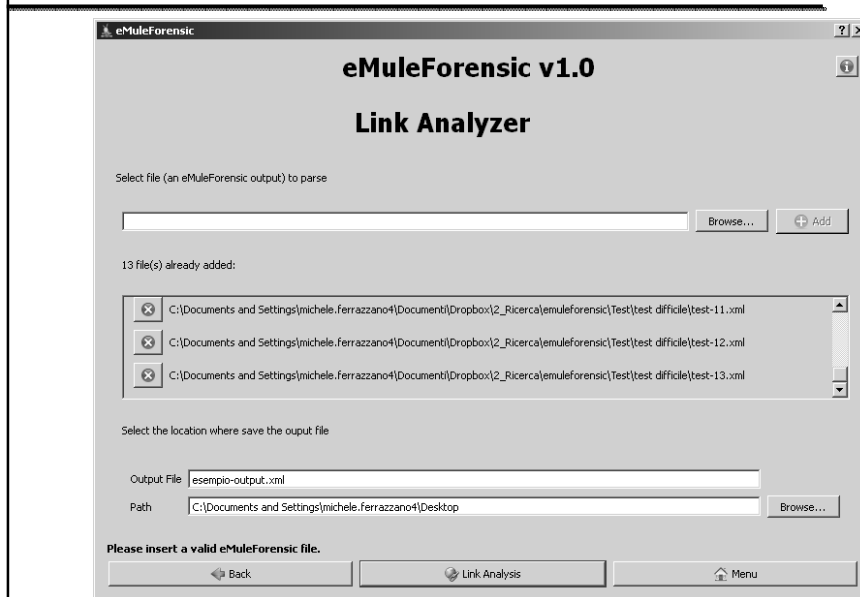 eMuleForensic
eMuleForensic v1.0
Link Analyzer
Select file (an eMuleForensic output) to parse
Browse... Add
13 file(s) already added:
C:\Documents and Settings\michele.ferrazzano4\Documenti\Dropbox\2_Ricerca\emuleforensic\Test\test difficile\test-11.xml
C:\Documents and Settings\michele.ferrazzano4\Documenti\Dropbox\2_Ricerca\emuleforensic\Test\test difficile\test-12.xml
C:\Documents and Settings\michele.ferrazzano4\Documenti\Dropbox\2_Ricerca\emuleforensic\Test\test difficile\test-13.xml
Select the location where save the ouput file
Output File esempio-output.xml
Path C:\Documents and Settings\michele.ferrazzano4\Desktop Browse...
Please insert a valid eMuleForensic file.
Back Link Analysis Menu